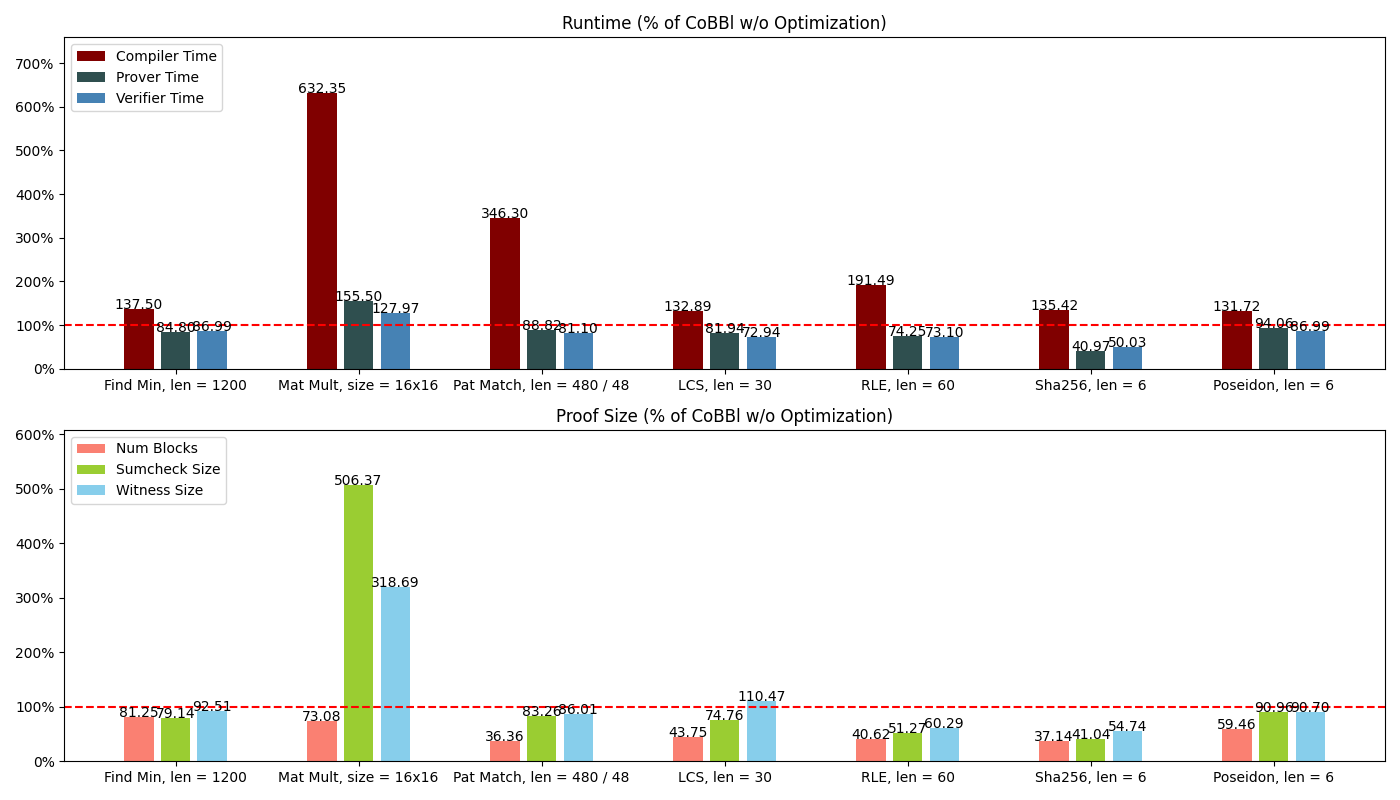 Runtime (% of CoBBl w/o Optimization)
700%
600%
500%
400%
300%
200%
100%
0%
Compiler Time
Prover Time
Verifier Time
137.50
84.80
86.99
632.35
155.50
127.97
346.30
88.82
81.10
132.89
81.94
72.94
191.49
74.25
73.10
135.42
40.97
50.03
131.72
94.06
86.99
Find Min, len = 1200
Mat Mult, size = 16x16
Pat Match, len = 480 / 48
LCS, len = 30
RLE, len = 60
Sha256, len = 6
Poseidon, len = 6
Proof Size (% of CoBBl w/o Optimization)
600%
500%
400%
300%
200%
100%
0%
Num Blocks
Sumcheck Size
Witness Size
81.25
79.14
92.51
73.08
506.37
318.69
36.36
83.26
86.01
43.75
74.76
110.47
40.62
51.27
60.29
37.14
41.04
54.74
59.46
90.96
90.70
Find Min, len = 1200
Mat Mult, size = 16x16
Pat Match, len = 480 / 48
LCS, len = 30
RLE, len = 60
Sha256, len = 6
Poseidon, len = 6